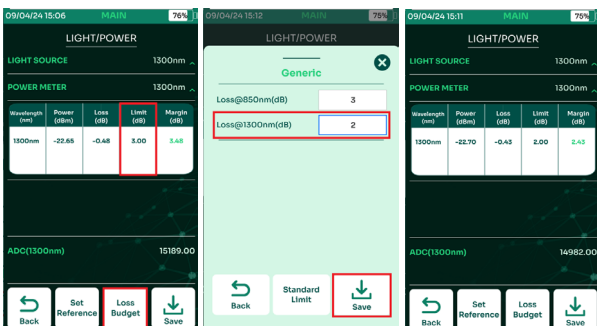 09/04/24 15:06 MAIN 76%
LIGHT/POWER
LIGHT SOURCE 1300nm
POWER METER 1300nm
Wavelength (nm) Power (dBm) Loss (dB) Limit (dB) Margin (dB)
1300nm -22.65 -0.48 3.00 3.48
ADC(1300nm) 15189.00
Back Set Reference Loss Budget Save
09/04/24 15:12 MAIN 75%
LIGHT/POWER
Generic
Loss@850nm(dB) 3
Loss@1300nm(dB) 2
Back Standard Limit Save
09/04/24 15:11 MAIN 75%
LIGHT/POWER
LIGHT SOURCE 1300nm
POWER METER 1300nm
Wavelength (nm) Power (dBm) Loss (dB) Limit (dB) Margin (dB)
1300nm -22.70 -0.43 2.00 2.43
ADC(1300nm) 14982.00
Back Set Reference Loss Budget Save